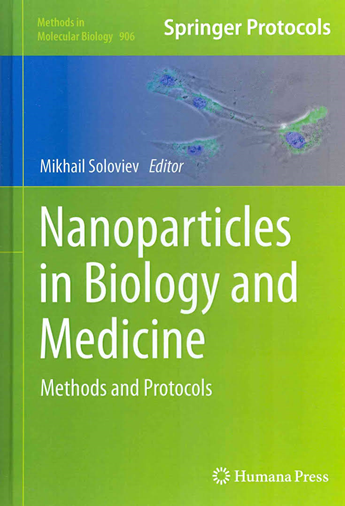 Methods in
Molecular Biology 906
Springer Protocols
Mikhail Soloviev Editor
Nanoparticles
in Biology and
Medicine
Methods and Protocols
Humana Press